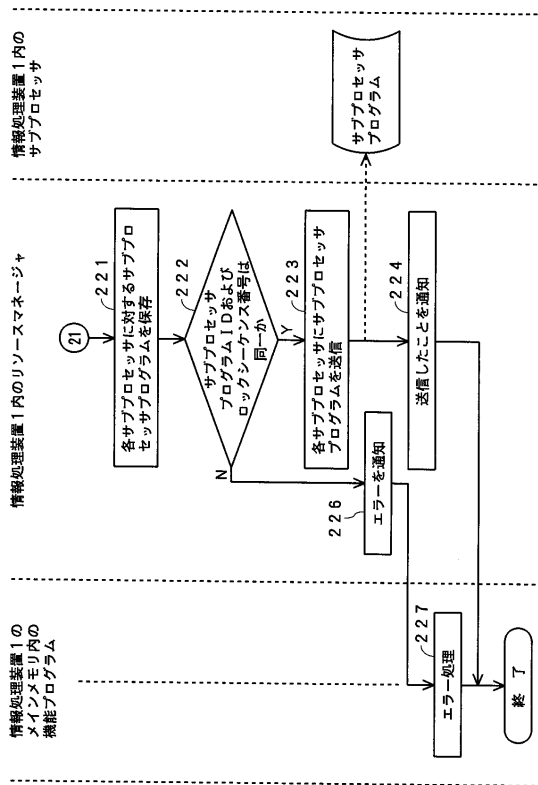 情報処理装置1の
メインメモリ内の
機能プログラム
情報処理装置1内のリソースマネージャ
情報処理装置1内の
サブプロセッサ
21
221
各サブプロセッサに対するサブプロ
セッサプログラムを保存
222
サブプロセッサ
プログラムIDおよび
ロックシーケンス番号は
同一か
N
Y
223
各サブプロセッサにサブプロセッサ
プログラムを送信
サブプロセッサ
プログラム
226
エラーを通知
224
送信したことを通知
227
エラー処理
終了